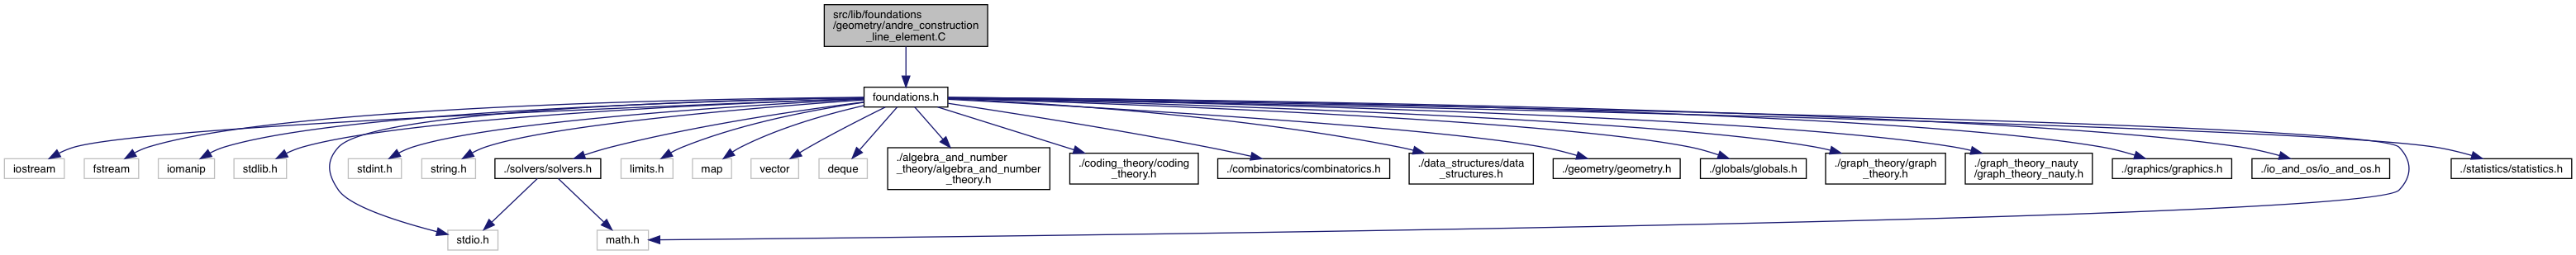 src/lib/foundations
/geometry/andre_construction
_line_element.C
foundations.h
iostream
fstream
iomanip
stdlib.h
stdint.h
string.h
./solvers/solvers.h
limits.h
map
vector
deque
./algebra_and_number
_theory/algebra_and_number
_theory.h
./coding_theory/coding
_theory.h
./combinatorics/combinatorics.h
./data_structures/data
_structures.h
./geometry/geometry.h
./globals/globals.h
./graph_theory/graph
_theory.h
./graph_theory_nauty
/graph_theory_nauty.h
./graphics/graphics.h
./io_and_os/io_and_os.h
./statistics/statistics.h
stdio.h
math.h